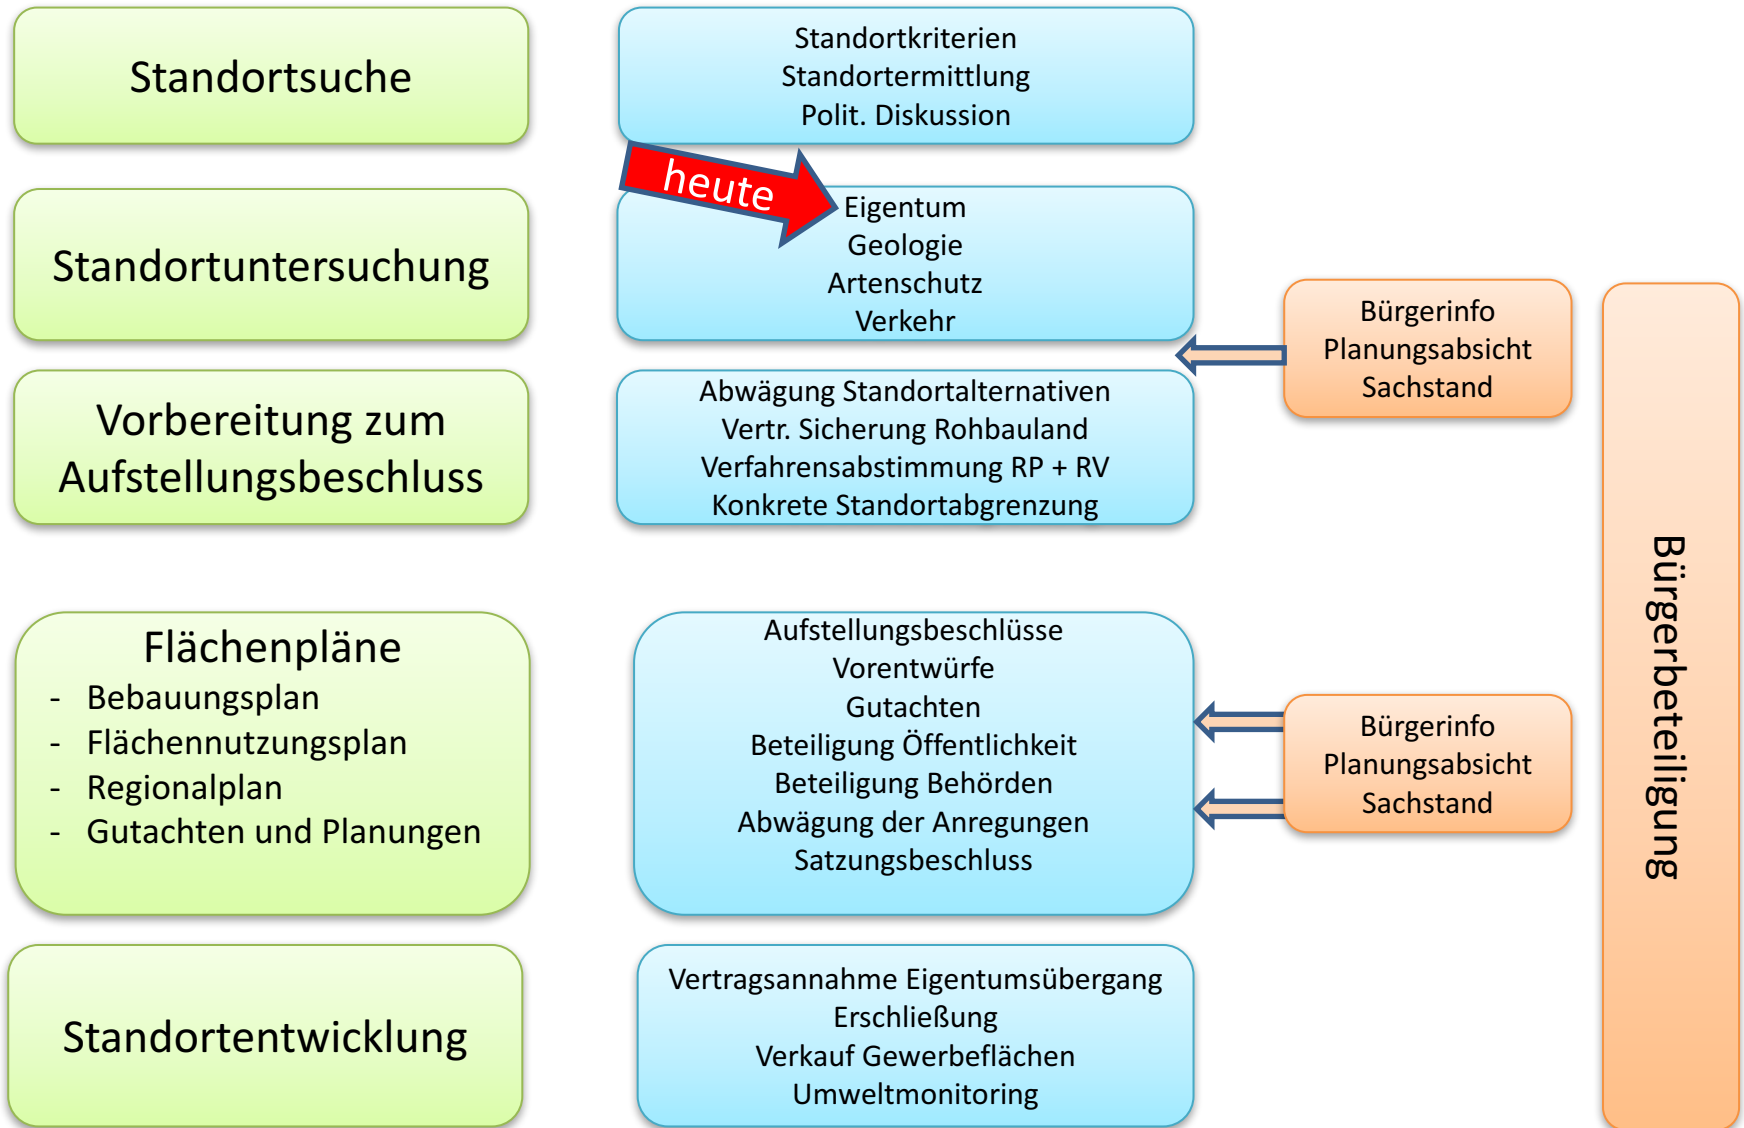 Standortsuche
Standortkriterien
Standortermittlung
Polit. Diskussion
heute
Standortuntersuchung
Eigentum
Geologie
Artenschutz
Verkehr
Bürgerinfo
Planungsabsicht
Sachstand
Vorbereitung zum
Aufstellungsbeschluss
Abwägung Standortalternativen
Vertr. Sicherung Rohbauland
Verfahrensabstimmung RP + RV
Konkrete Standortabgrenzung
Flächenpläne
- Bebauungsplan
- Flächennutzungsplan
- Regionalplan
- Gutachten und Planungen
Aufstellungsbeschlüsse
Vorentwürfe
Gutachten
Beteiligung Öffentlichkeit
Beteiligung Behörden
Abwägung der Anregungen
Satzungsbeschluss
Bürgerinfo
Planungsabsicht
Sachstand
Standortentwicklung
Vertragsannahme Eigentumsübergang
Erschließung
Verkauf Gewerbeflächen
Umweltmonitoring
Bürgerbeteiligung